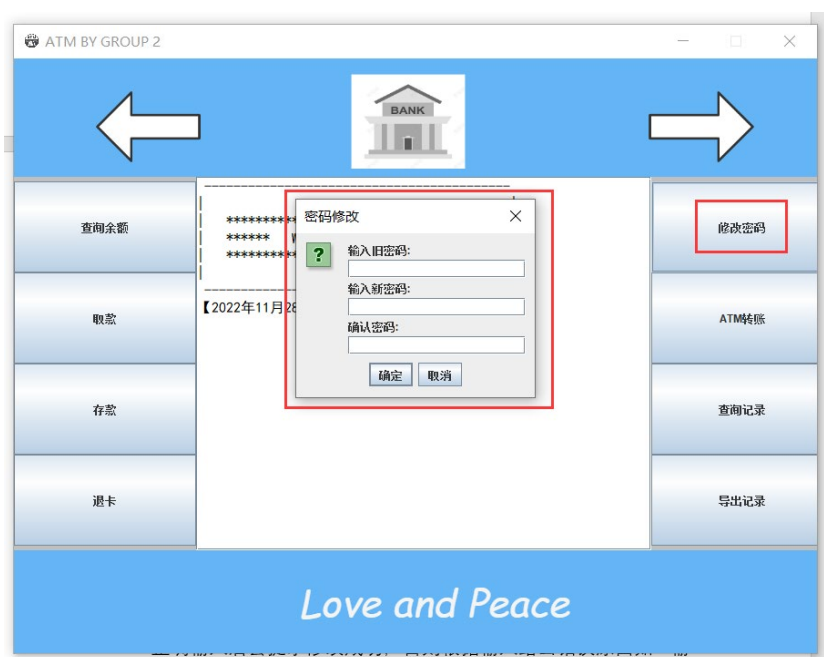 ATM BY GROUP 2
BANK
查询余额
取款
存款
退卡
***********
****** W
***********
【2022年11月28
密码修改
输入旧密码:
输入新密码:
确认密码:
确定 取消
修改密码
ATM转账
查询记录
导出记录
Love and Peace